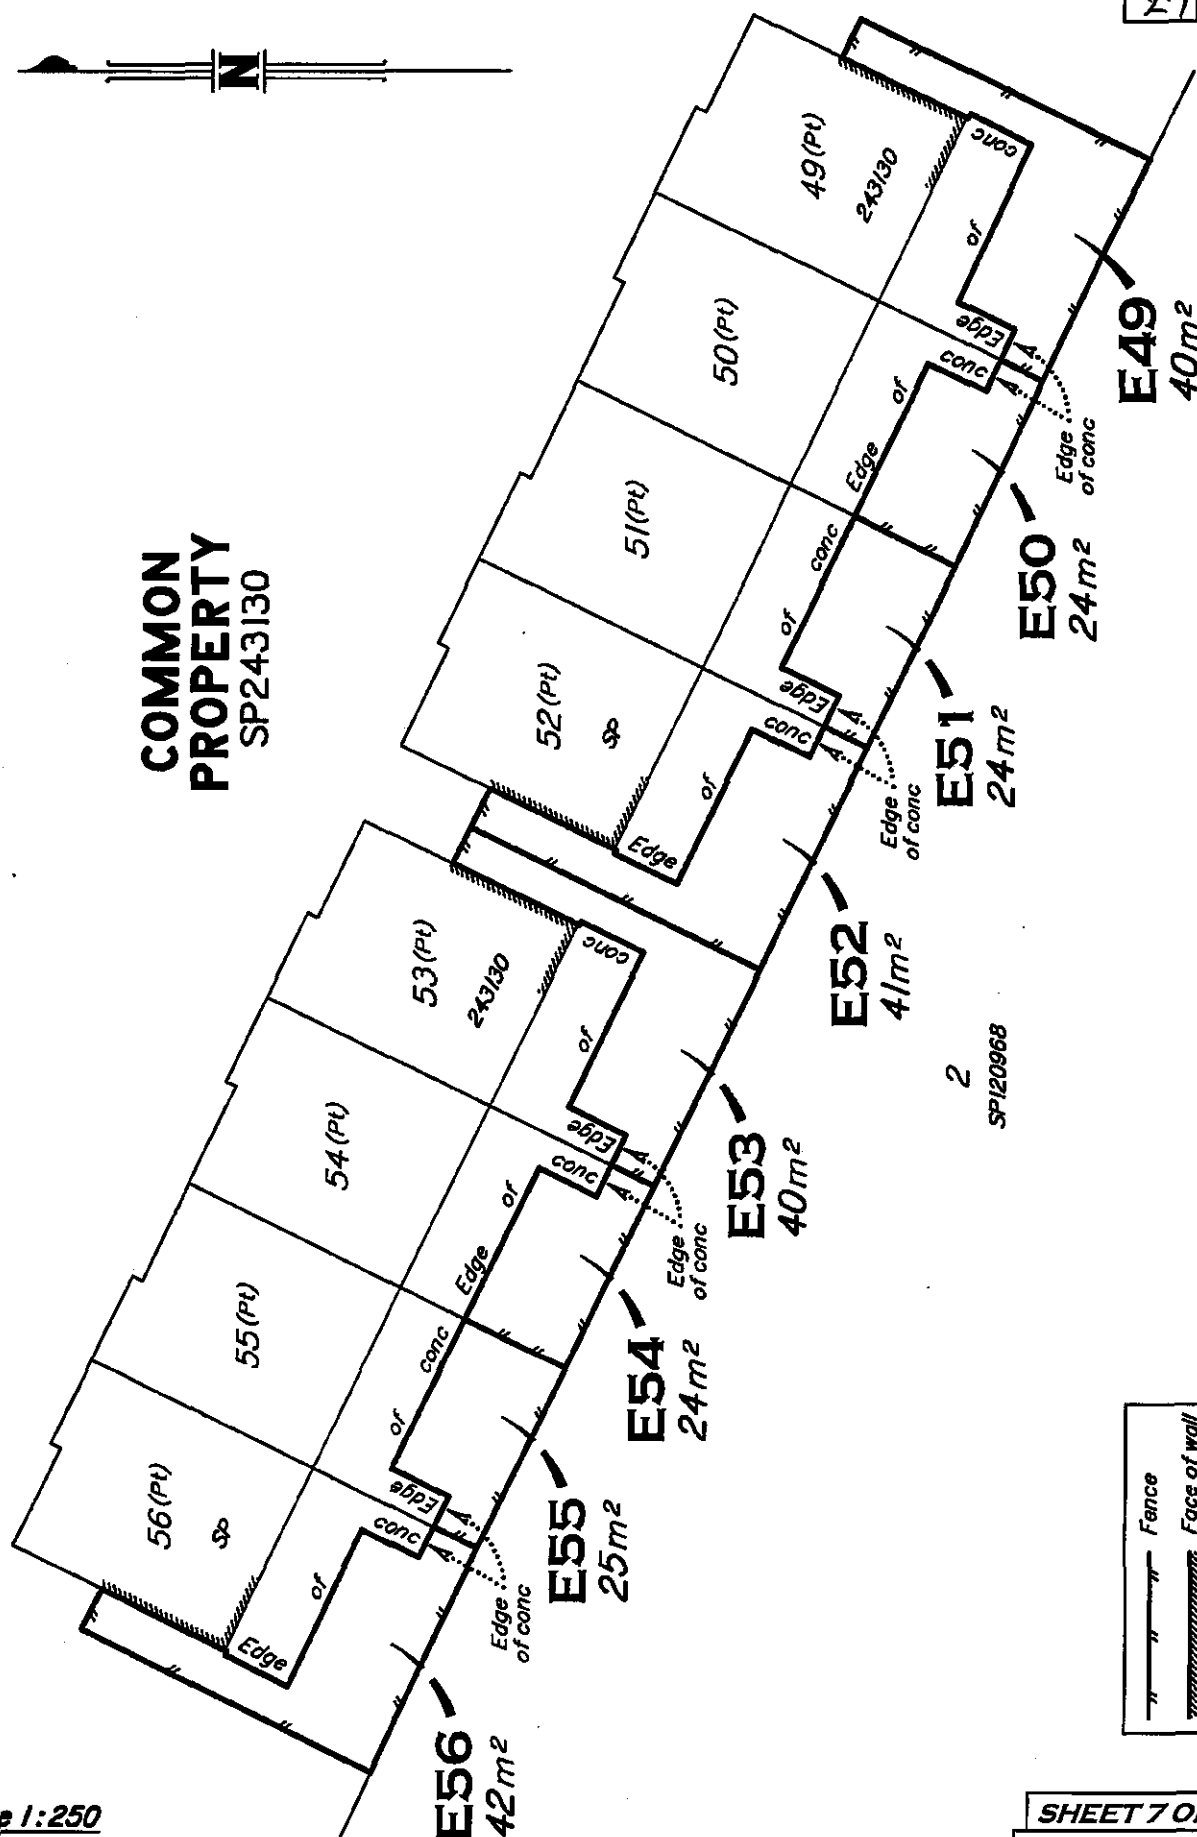 N
COMMON
PROPERTY
SP243130
49(Pt)
243130
50(Pt)
51(Pt)
52(Pt)
SP
53(Pt)
243130
54(Pt)
55(Pt)
56(Pt)
SP
conc
of
Edge
conc
of
Edge
conc
of
Edge
conc
of
Edge
Edge
of conc
Edge
of conc
conc
of
Edge
conc
of
Edge
conc
of
Edge
conc
of
Edge
Edge
of conc
Edge
of conc
E49
40m²
E50
24m²
E51
24m²
E52
41m²
E53
40m²
E54
24m²
E55
25m²
E56
42m²
2
SP120968
Fence
Face of wall
e 1:250
SHEET 7 O